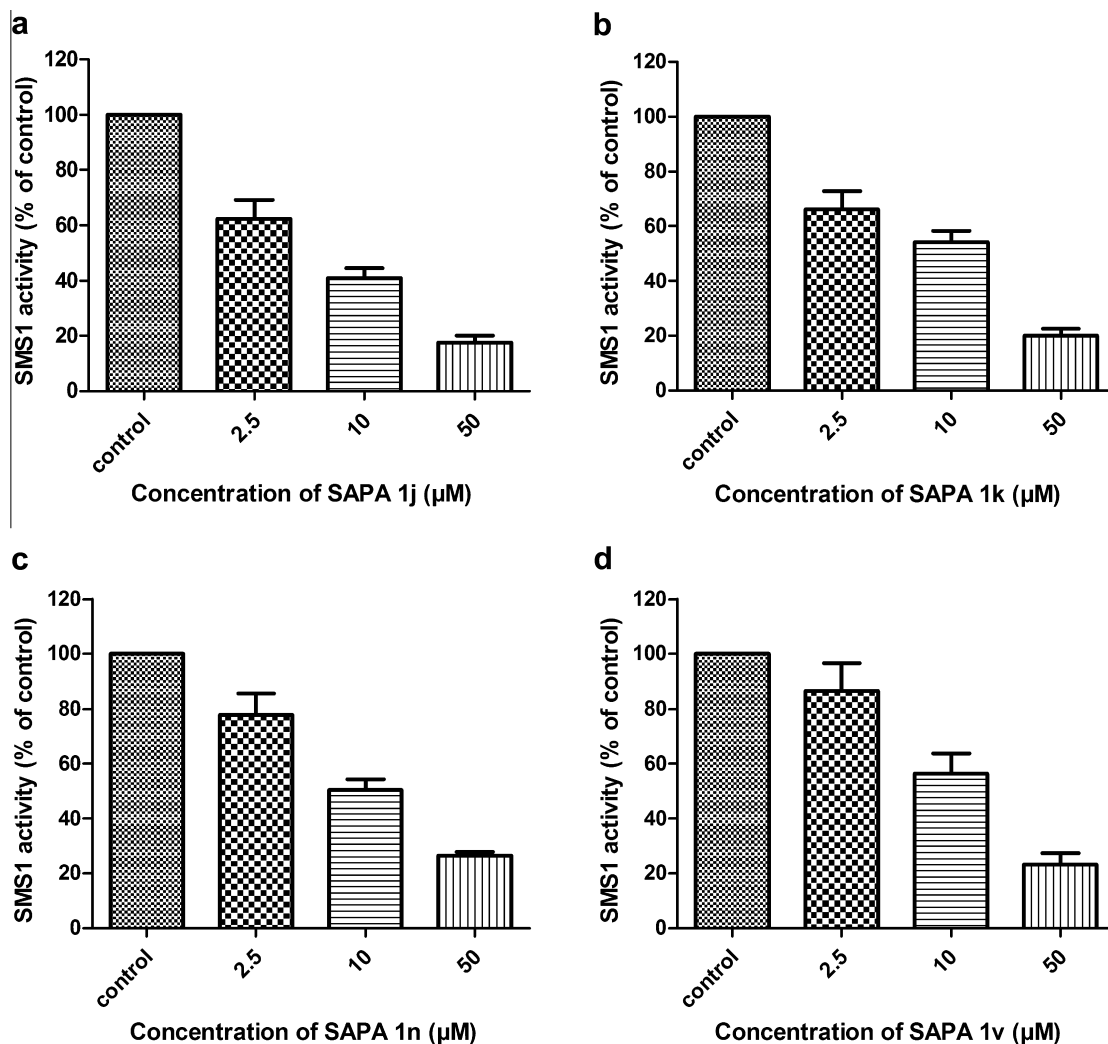 a
SMS1 activity (% of control)
120
100
80
60
40
20
0
control
2.5
10
50
Concentration of SAPA 1j (µM)
b
SMS1 activity (% of control)
120
100
80
60
40
20
0
control
2.5
10
50
Concentration of SAPA 1k (µM)
c
SMS1 activity (% of control)
120
100
80
60
40
20
0
control
2.5
10
50
Concentration of SAPA 1n (µM)
d
SMS1 activity (% of control)
120
100
80
60
40
20
0
control
2.5
10
50
Concentration of SAPA 1v (µM)